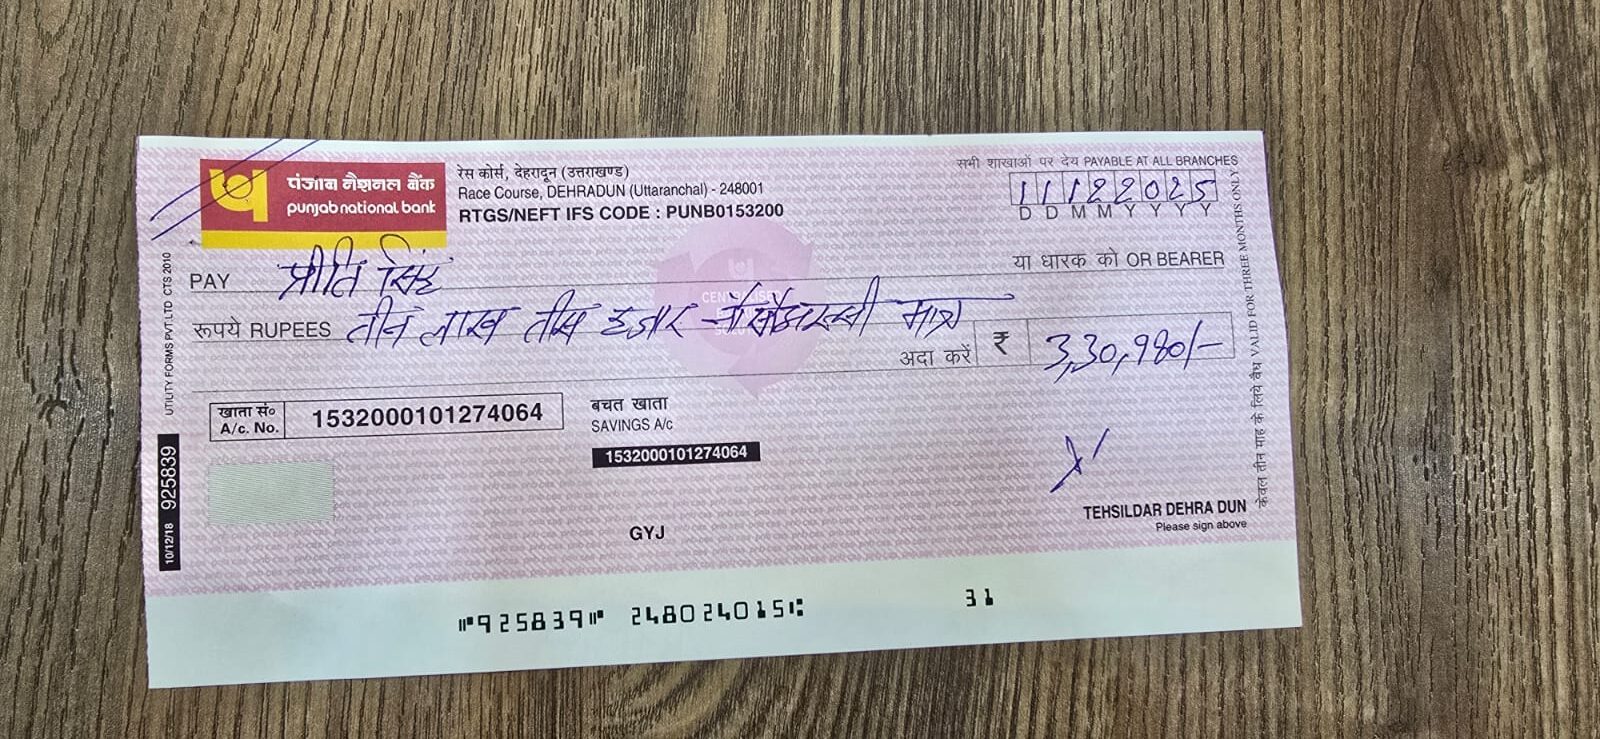 पंजाब नैशनल बैंक
punjab national bank
रेस कोर्स, देहरादून (उत्तराखण्ड)
Race Course, DEHRADUN (Uttaranchal) - 248001
RTGS/NEFT IFS CODE : PUNB0153200
सभी शाखाओं पर देय PAYABLE AT ALL BRANCHES
11122025
D D M M Y Y Y Y
PAY प्रीति सिंह
या धारक को OR BEARER
रूपये RUPEES तीन लाख तीस हजार नौ सौ अस्सी मात्र
अदा करें ₹ 3,30,980/-
खाता सं० A/c. No. 1532000101274064
बचत खाता
SAVINGS A/c
1532000101274064
GYJ
TEHSILDAR DEHRA DUN
Please sign above
UTILITY FORMS PVT.LTD CTS 2010
10/12/18 925839
केवल तीन माह के लिये वैध VALID FOR THREE MONTHS ONLY
⑈925839⑈ 248024015⑆ 31